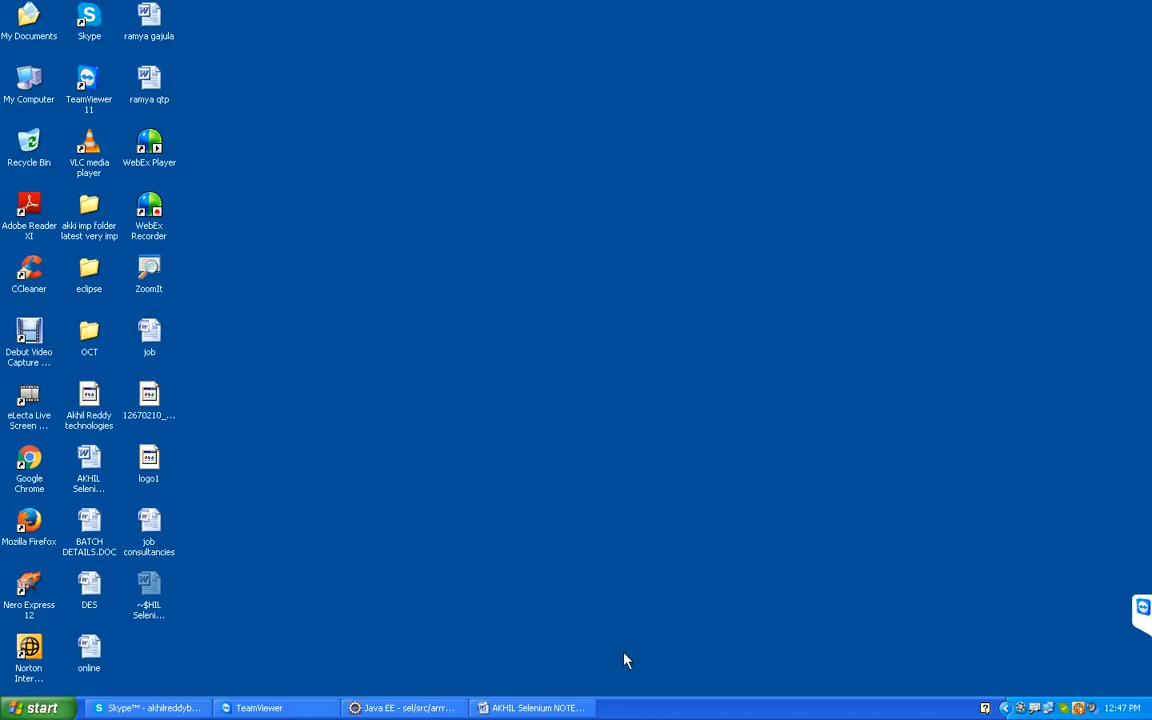 My Documents
Skype
ramya gajula
My Computer
TeamViewer
11
ramya qtp
Recycle Bin
VLC media
player
WebEx Player
Adobe Reader
XI
akki imp folder
latest very imp
WebEx
Recorder
CCleaner
eclipse
ZoomIt
Debut Video
Capture ...
OCT
job
eLecta Live
Screen ...
Akhil Reddy
technologies
12670210_...
Google
Chrome
AKHIL
Seleni...
logo1
Mozilla Firefox
BATCH
DETAILS.DOC
job
consultancies
Nero Express
12
DES
~$HIL
Seleni...
Norton
Inter...
online
start
Skype™ - akhilreddyb...
TeamViewer
Java EE - sel/src/arrr...
AKHIL Selenium NOTE...
12:47 PM